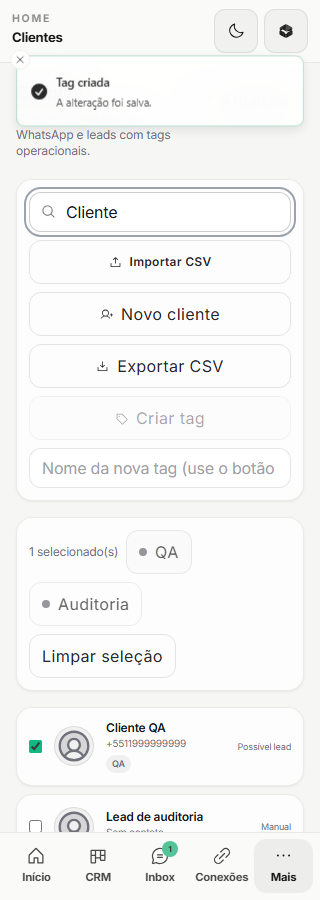 HOME
Clientes
Tag criada
A alteração foi salva.
WhatsApp e leads com tags
operacionais.
Cliente
Importar CSV
Novo cliente
Exportar CSV
Criar tag
Nome da nova tag (use o botão
1 selecionado(s)
QA
Auditoria
Limpar seleção
Cliente QA
+5511999999999
Possível lead
QA
Lead de auditoria
Sem contato
Manual
1
Início
CRM
Inbox
Conexões
Mais